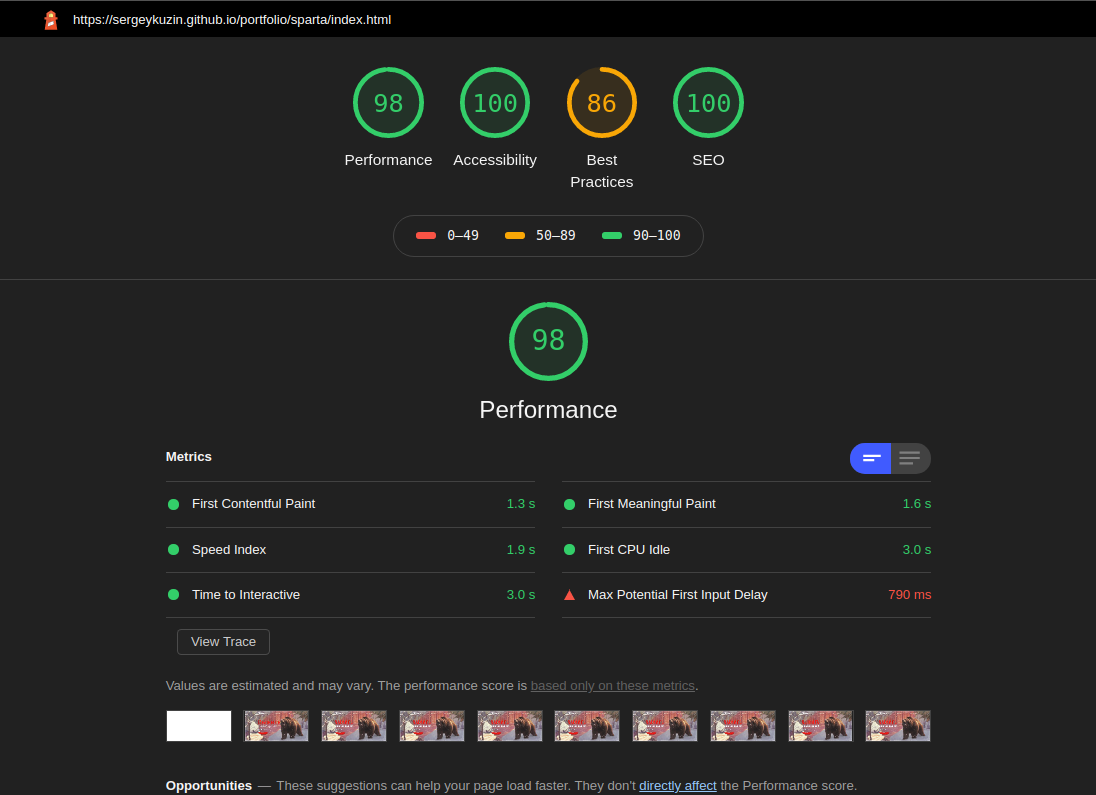 https://sergeykuzin.github.io/portfolio/sparta/index.html
98 100 86 100
Performance Accessibility Best Practices SEO
0–49 50–89 90–100
98
Performance
Metrics
First Contentful Paint 1.3 s First Meaningful Paint 1.6 s
Speed Index 1.9 s First CPU Idle 3.0 s
Time to Interactive 3.0 s Max Potential First Input Delay 790 ms
View Trace
Values are estimated and may vary. The performance score is based only on these metrics.
Opportunities — These suggestions can help your page load faster. They don't directly affect the Performance score.